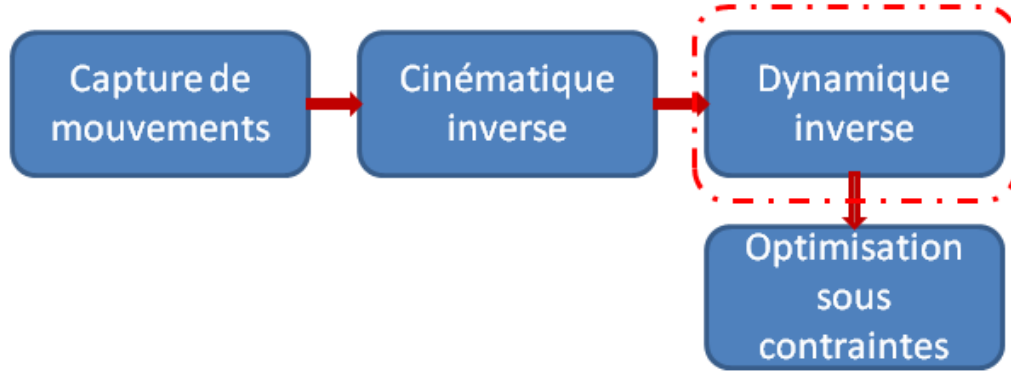 Capture de
mouvements
Cinématique
inverse
Dynamique
inverse
Optimisation
sous
contraintes